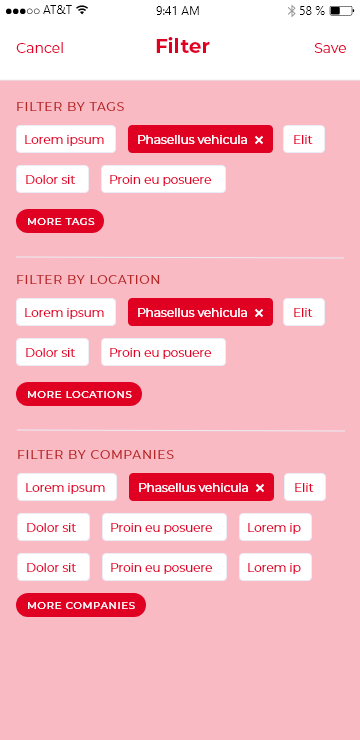 AT&T 9:41 AM 58 %
Cancel Filter Save
FILTER BY TAGS
Lorem ipsum Phasellus vehicula × Elit
Dolor sit Proin eu posuere
MORE TAGS
FILTER BY LOCATION
Lorem ipsum Phasellus vehicula × Elit
Dolor sit Proin eu posuere
MORE LOCATIONS
FILTER BY COMPANIES
Lorem ipsum Phasellus vehicula × Elit
Dolor sit Proin eu posuere Lorem ip
Dolor sit Proin eu posuere Lorem ip
MORE COMPANIES